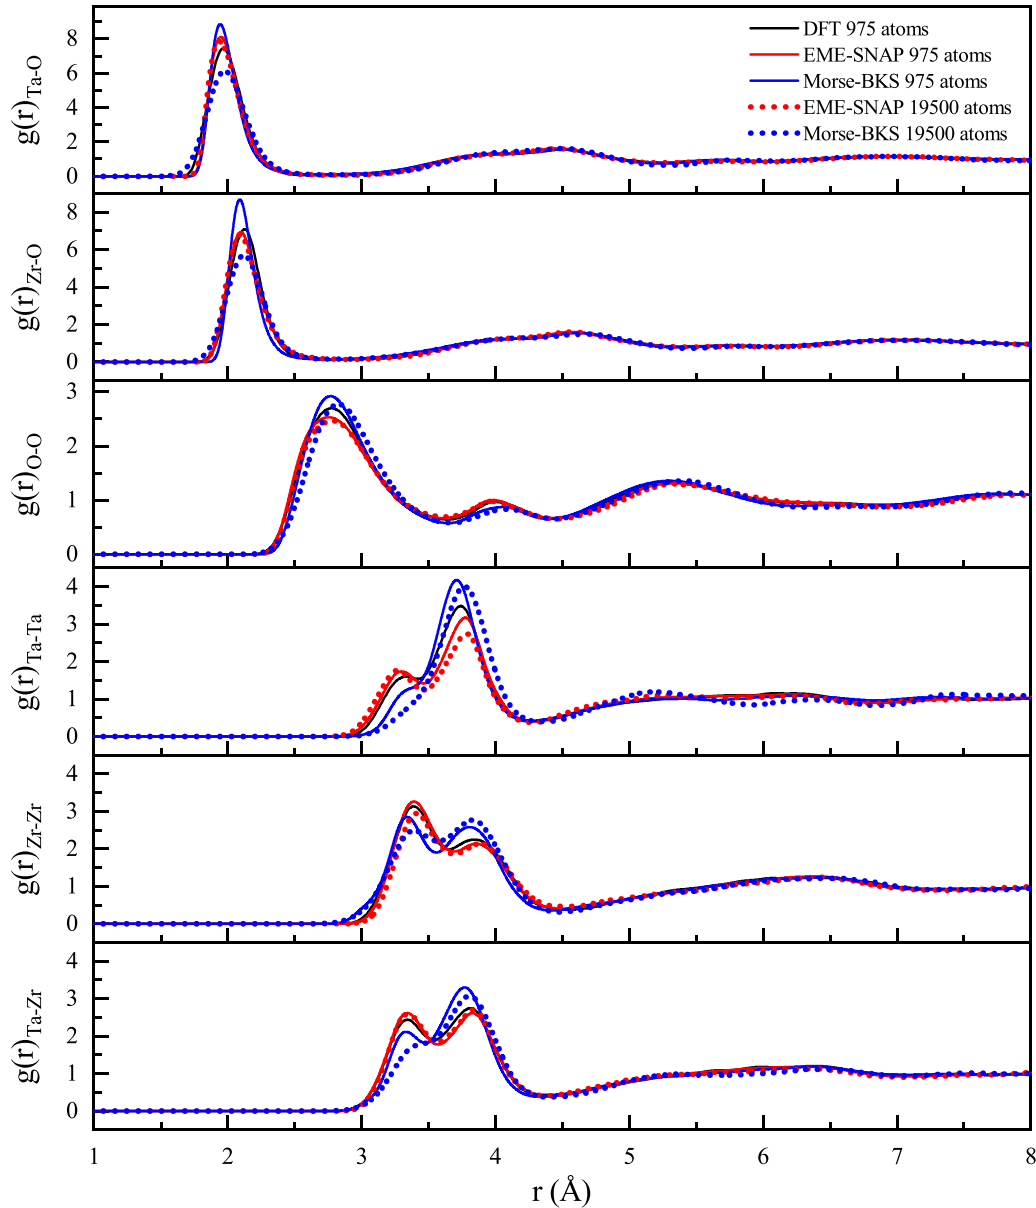 DFT 975 atoms
EME-SNAP 975 atoms
Morse-BKS 975 atoms
EME-SNAP 19500 atoms
Morse-BKS 19500 atoms
g(r)Ta-O
8
6
4
2
0
g(r)Zr-O
8
6
4
2
0
g(r)O-O
3
2
1
0
g(r)Ta-Ta
4
3
2
1
0
g(r)Zr-Zr
4
3
2
1
0
g(r)Ta-Zr
4
3
2
1
0
1 2 3 4 5 6 7 8
r (Å)